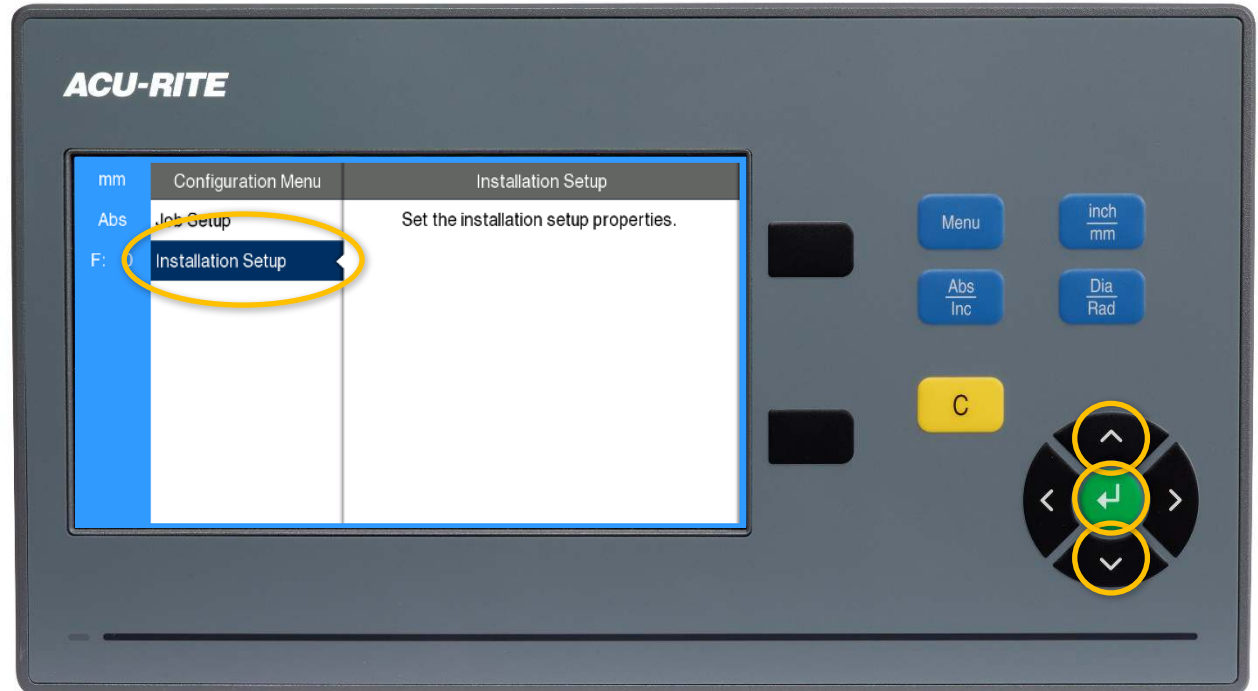 ACU-RITE
mm Configuration Menu Installation Setup
Abs Job Setup Set the installation setup properties.
F: 0 Installation Setup
Menu
inch
mm
Abs
Inc
Dia
Rad
C